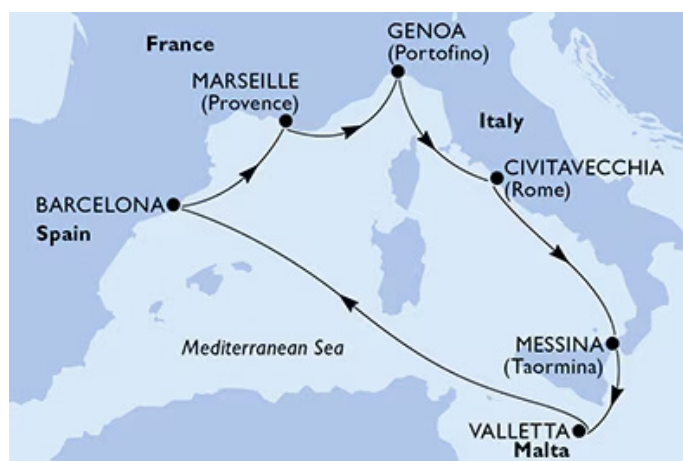 France
GENOA
(Portofino)
MARSEILLE
(Provence)
Italy
CIVITAVECCHIA
(Rome)
BARCELONA
Spain
Mediterranean Sea
MESSINA
(Taormina)
VALLETTA
Malta